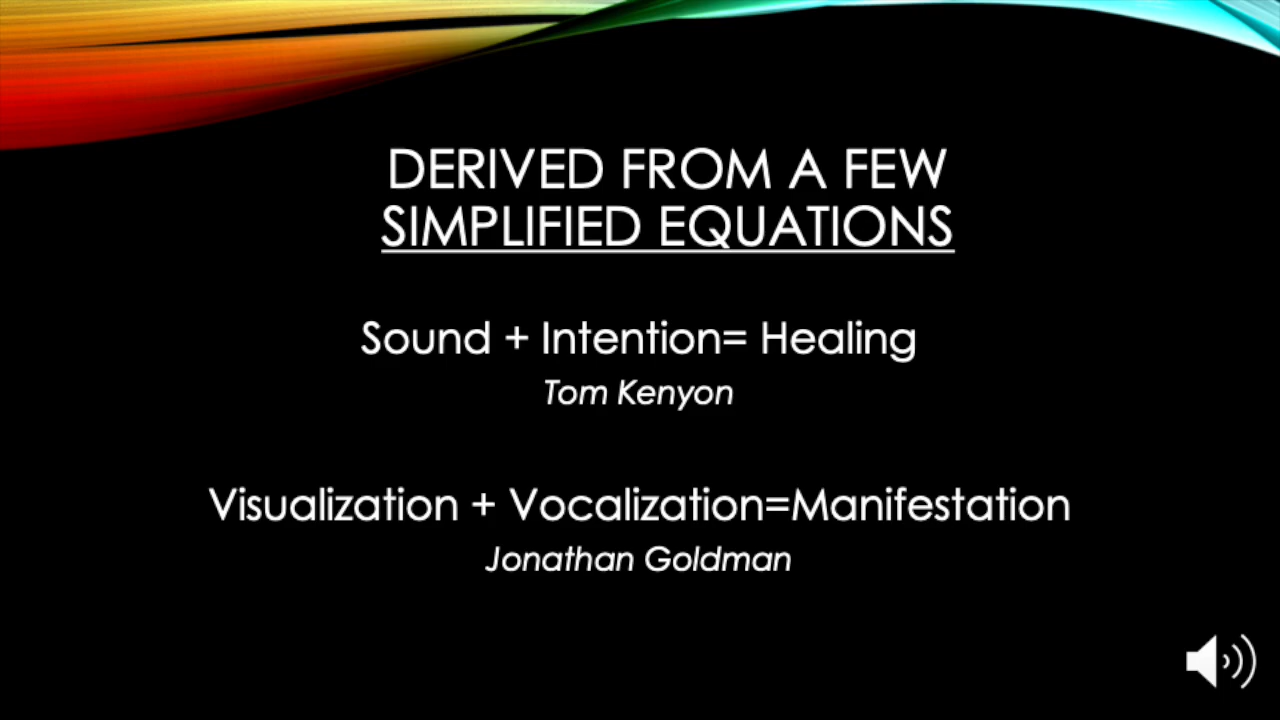 DERIVED FROM A FEW
SIMPLIFIED EQUATIONS
Sound + Intention= Healing
Tom Kenyon
Visualization + Vocalization=Manifestation
Jonathan Goldman